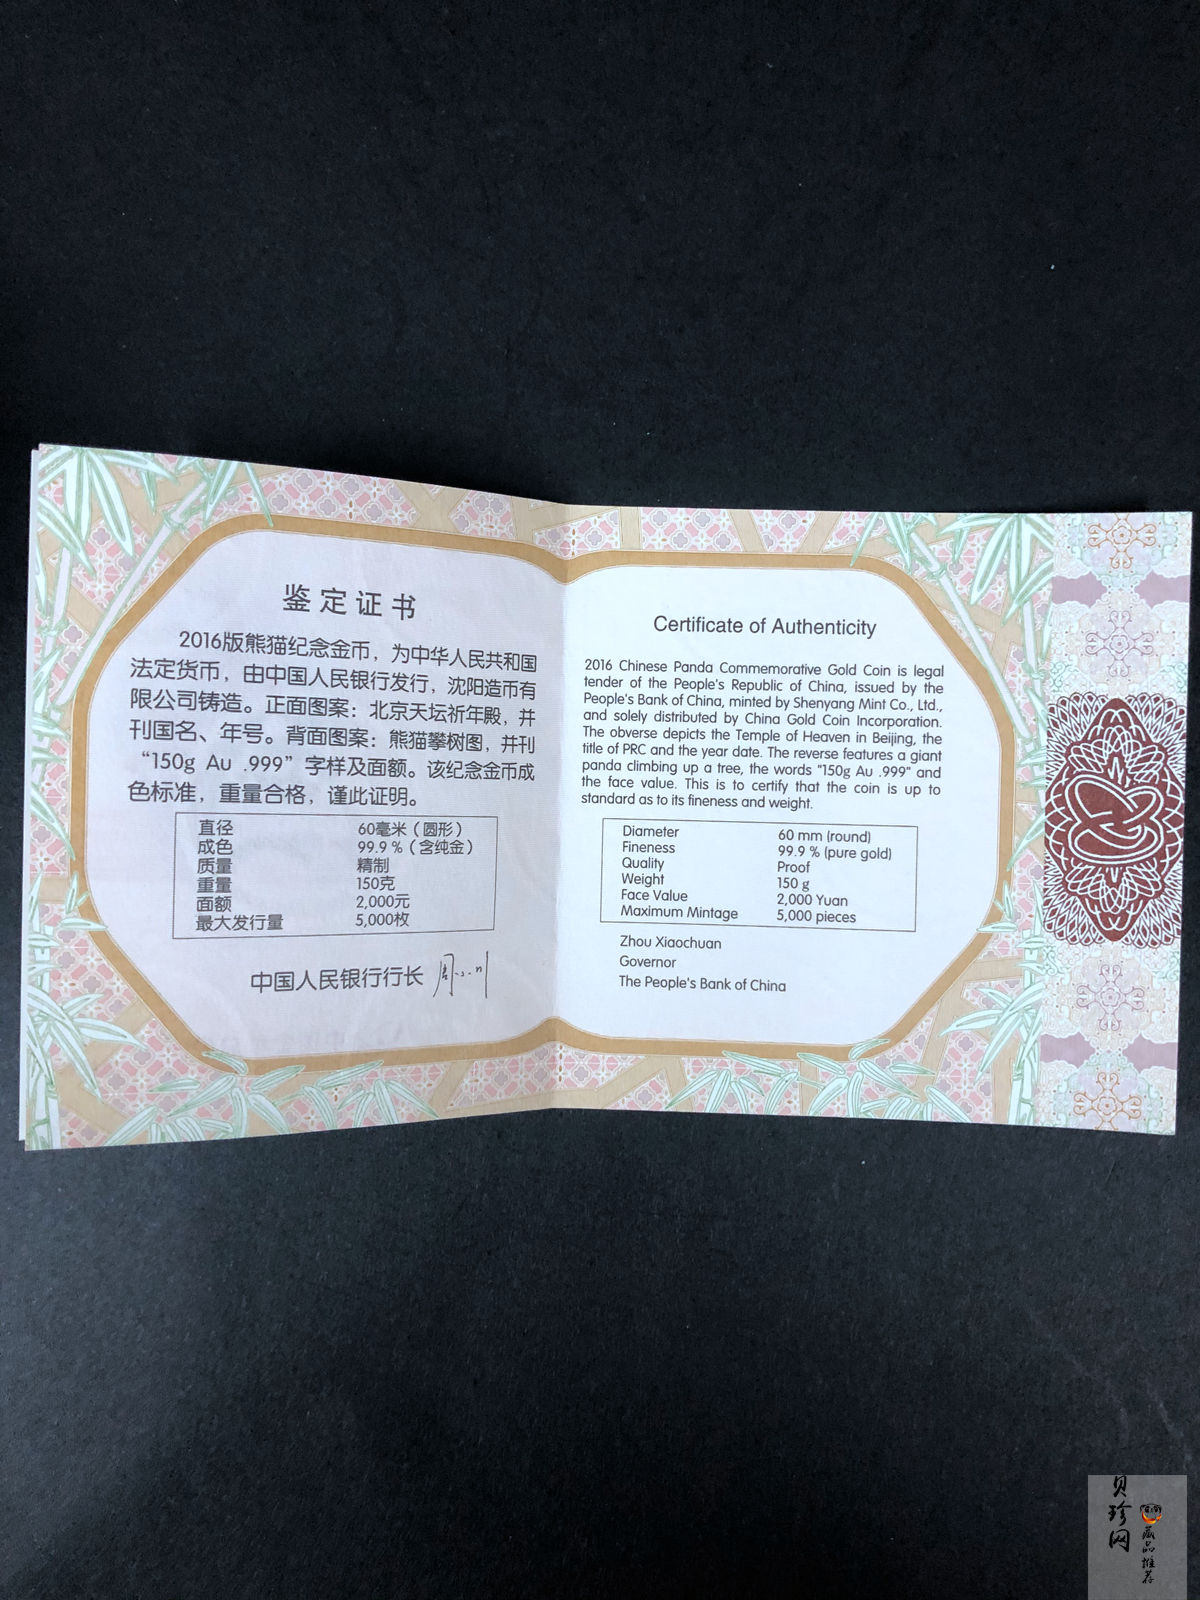 鉴定证书
2016版熊猫纪念金币，为中华人民共和国
法定货币，由中国人民银行发行，沈阳造币有
限公司铸造。正面图案：北京天坛祈年殿，并
刊国名、年号。背面图案：熊猫攀树图，并刊
“150g Au .999”字样及面额。该纪念金币成
色标准，重量合格，谨此证明。
直径 60毫米（圆形）
成色 99.9％（含纯金）
质量 精制
重量 150克
面额 2,000元
最大发行量 5,000枚
中国人民银行行长
Certificate of Authenticity
2016 Chinese Panda Commemorative Gold Coin is legal
tender of the People's Republic of China, issued by the
People's Bank of China, minted by Shenyang Mint Co., Ltd.,
and solely distributed by China Gold Coin Incorporation.
The obverse depicts the Temple of Heaven in Beijing, the
title of PRC and the year date. The reverse features a giant
panda climbing up a tree, the words "150g Au .999" and
the face value. This is to certify that the coin is up to
standard as to its fineness and weight.
Diameter 60 mm (round)
Fineness 99.9 % (pure gold)
Quality Proof
Weight 150 g
Face Value 2,000 Yuan
Maximum Mintage 5,000 pieces
Zhou Xiaochuan
Governor
The People's Bank of China
贝珍网
藏品推荐